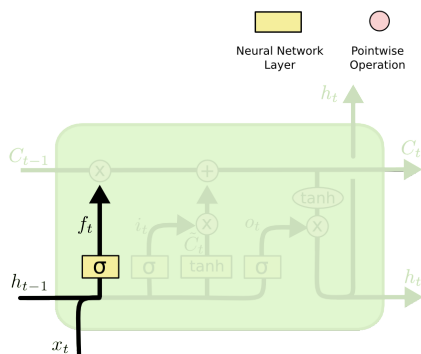 Neural Network
Layer
Pointwise
Operation
h_t
C_{t-1}
C_t
x
+
tanh
f_t
i_t
x
C̃_t
o_t
x
σ
σ
tanh
σ
h_{t-1}
h_t
x_t